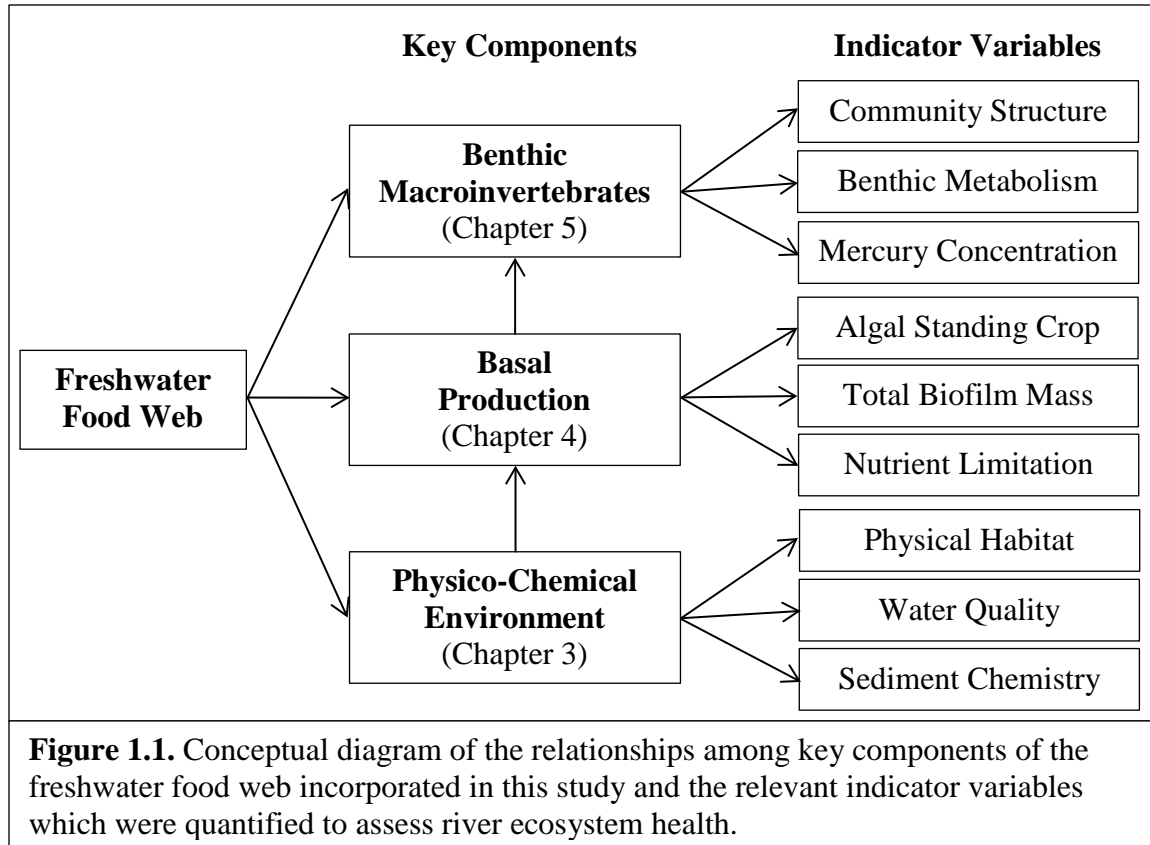 Key Components
Indicator Variables
Freshwater
Food Web
Benthic
Macroinvertebrates
(Chapter 5)
Community Structure
Benthic Metabolism
Mercury Concentration
Basal
Production
(Chapter 4)
Algal Standing Crop
Total Biofilm Mass
Nutrient Limitation
Physico-Chemical
Environment
(Chapter 3)
Physical Habitat
Water Quality
Sediment Chemistry
Figure 1.1. Conceptual diagram of the relationships among key components of the
freshwater food web incorporated in this study and the relevant indicator variables
which were quantified to assess river ecosystem health.